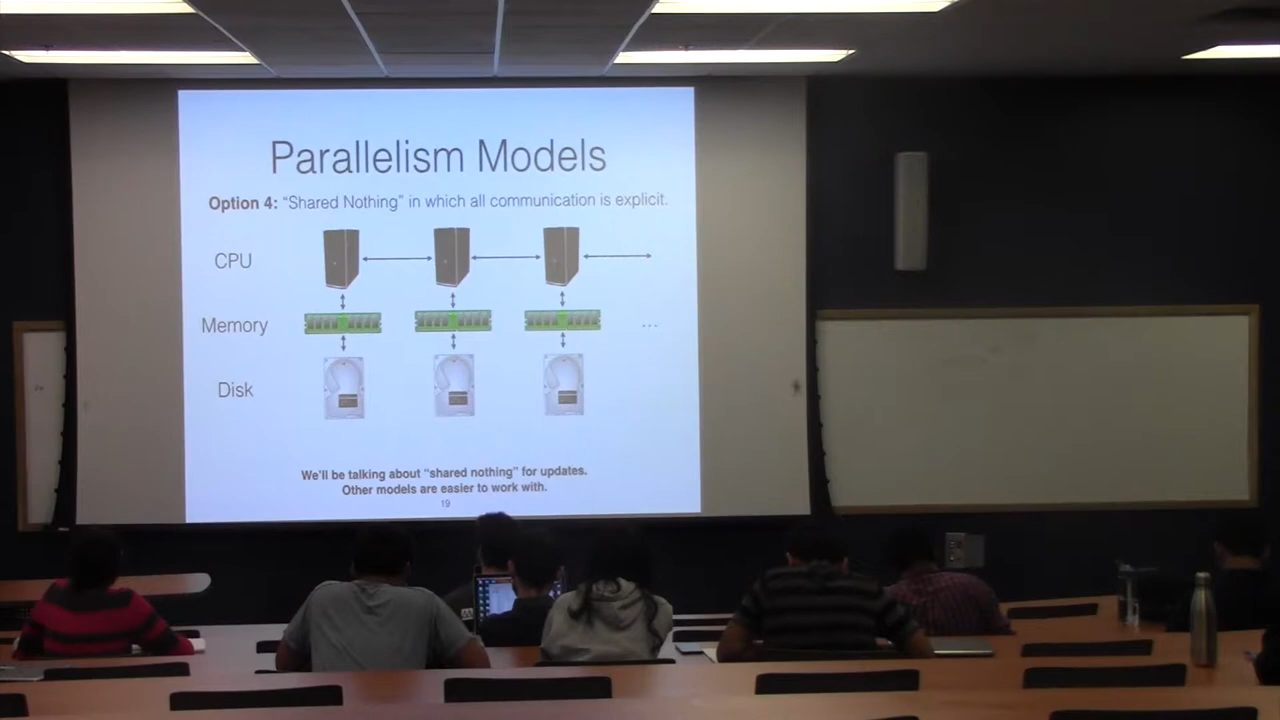 Parallelism Models
Option 4: “Shared Nothing” in which all communication is explicit.
CPU
Memory
...
Disk
We'll be talking about “shared nothing” for updates.
Other models are easier to work with.
19